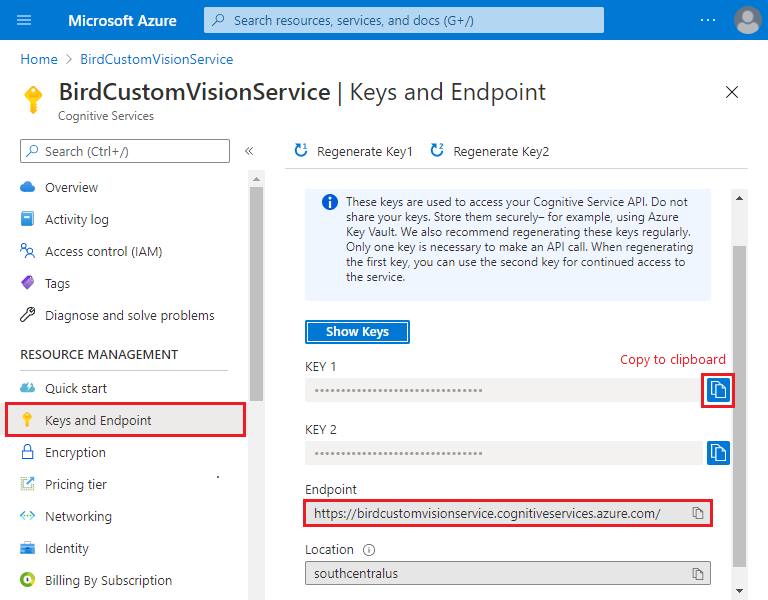 Microsoft Azure
Search resources, services, and docs (G+/)
Home > BirdCustomVisionService
BirdCustomVisionService | Keys and Endpoint
Cognitive Services
Search (Ctrl+/)
Overview
Activity log
Access control (IAM)
Tags
Diagnose and solve problems
RESOURCE MANAGEMENT
Quick start
Keys and Endpoint
Encryption
Pricing tier
Networking
Identity
Billing By Subscription
Regenerate Key1
Regenerate Key2
These keys are used to access your Cognitive Service API. Do not
share your keys. Store them securely– for example, using Azure
Key Vault. We also recommend regenerating these keys regularly.
Only one key is necessary to make an API call. When regenerating
the first key, you can use the second key for continued access to
the service.
Show Keys
Copy to clipboard
KEY 1
••••••••••••••••••••••••••••••••
KEY 2
••••••••••••••••••••••••••••••••
Endpoint
https://birdcustomvisionservice.cognitiveservices.azure.com/
Location
southcentralus